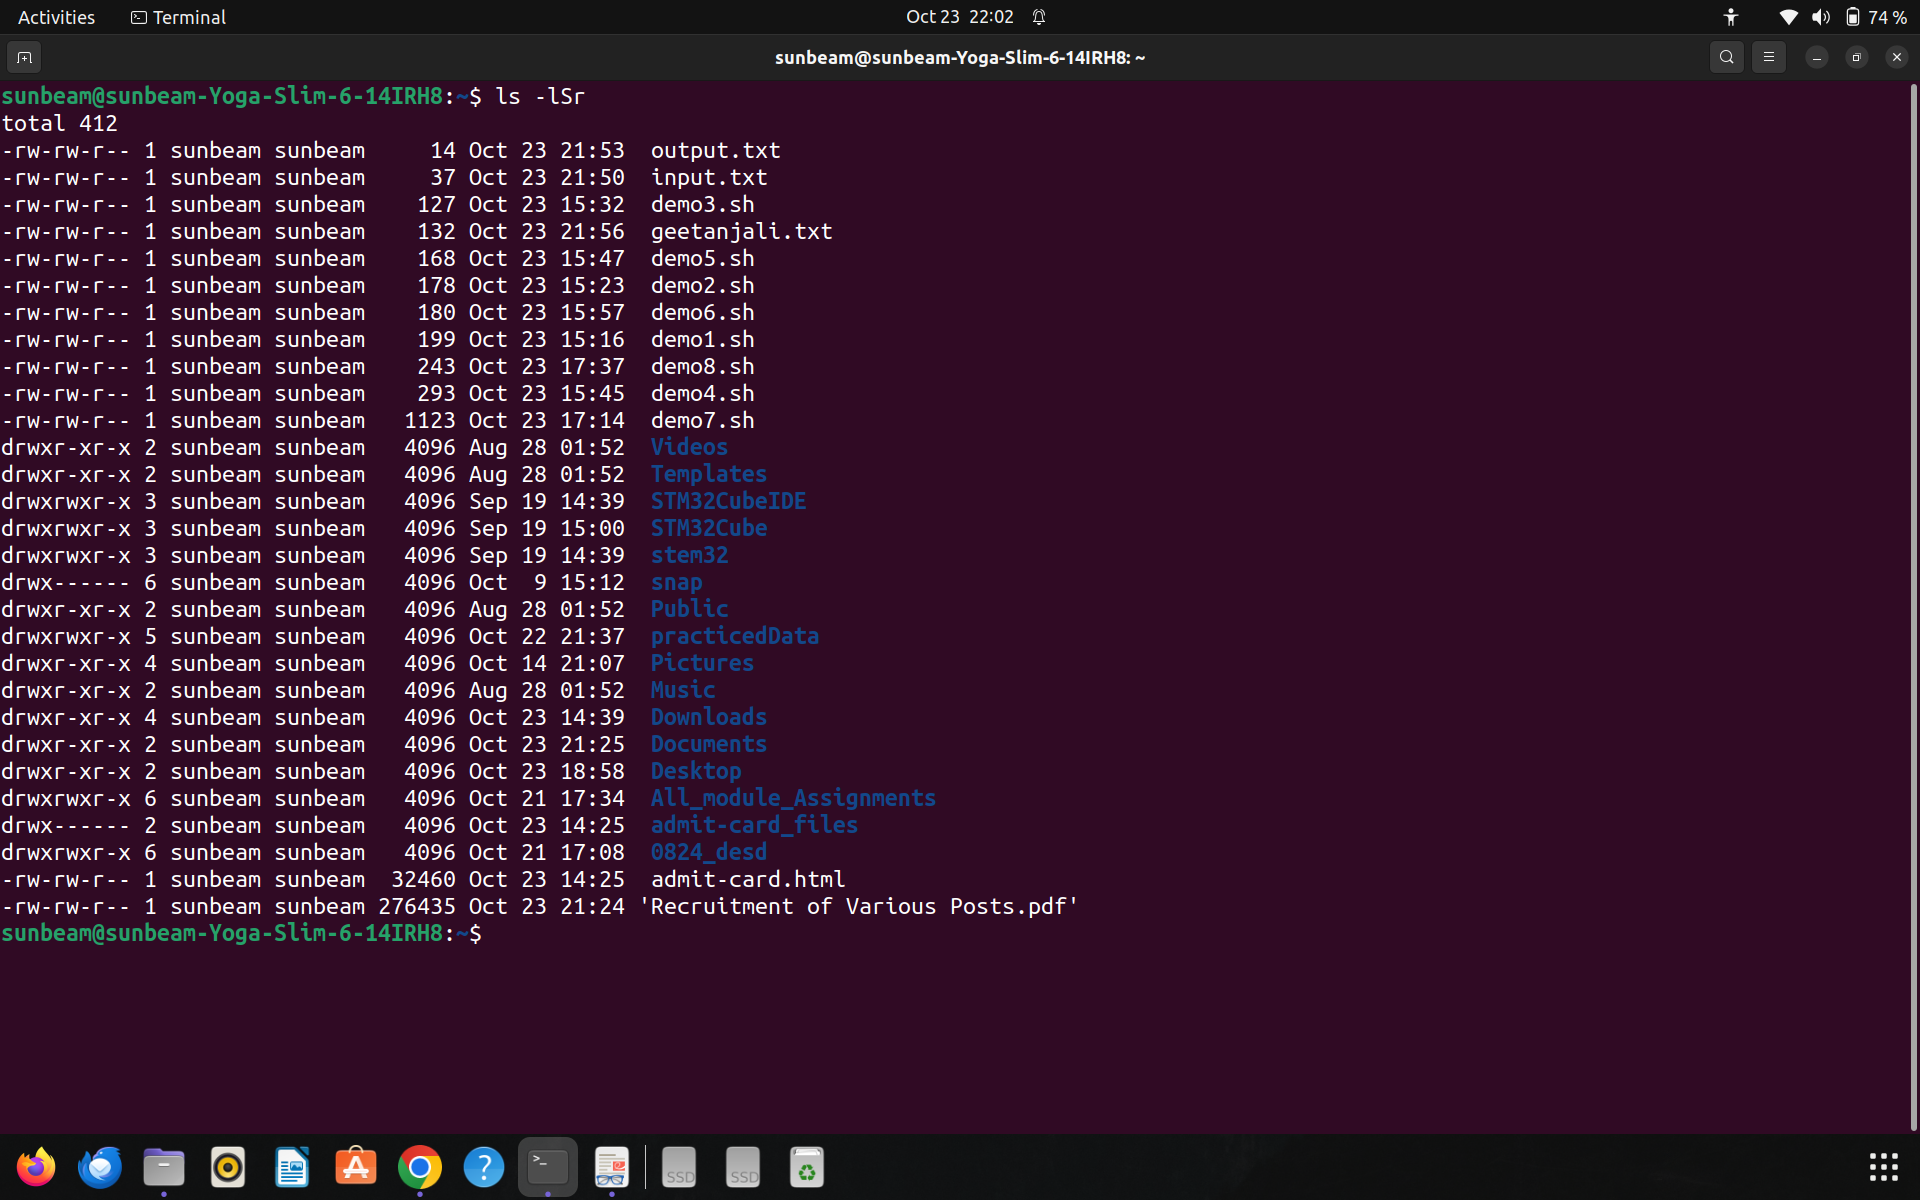 Activities Terminal Oct 23 22:02 74 %
sunbeam@sunbeam-Yoga-Slim-6-14IRH8: ~
sunbeam@sunbeam-Yoga-Slim-6-14IRH8:~$ ls -lSr
total 412
-rw-rw-r-- 1 sunbeam sunbeam     14 Oct 23 21:53  output.txt
-rw-rw-r-- 1 sunbeam sunbeam     37 Oct 23 21:50  input.txt
-rw-rw-r-- 1 sunbeam sunbeam    127 Oct 23 15:32  demo3.sh
-rw-rw-r-- 1 sunbeam sunbeam    132 Oct 23 21:56  geetanjali.txt
-rw-rw-r-- 1 sunbeam sunbeam    168 Oct 23 15:47  demo5.sh
-rw-rw-r-- 1 sunbeam sunbeam    178 Oct 23 15:23  demo2.sh
-rw-rw-r-- 1 sunbeam sunbeam    180 Oct 23 15:57  demo6.sh
-rw-rw-r-- 1 sunbeam sunbeam    199 Oct 23 15:16  demo1.sh
-rw-rw-r-- 1 sunbeam sunbeam    243 Oct 23 17:37  demo8.sh
-rw-rw-r-- 1 sunbeam sunbeam    293 Oct 23 15:45  demo4.sh
-rw-rw-r-- 1 sunbeam sunbeam   1123 Oct 23 17:14  demo7.sh
drwxr-xr-x 2 sunbeam sunbeam   4096 Aug 28 01:52  Videos
drwxr-xr-x 2 sunbeam sunbeam   4096 Aug 28 01:52  Templates
drwxrwxr-x 3 sunbeam sunbeam   4096 Sep 19 14:39  STM32CubeIDE
drwxrwxr-x 3 sunbeam sunbeam   4096 Sep 19 15:00  STM32Cube
drwxrwxr-x 3 sunbeam sunbeam   4096 Sep 19 14:39  stem32
drwx------ 6 sunbeam sunbeam   4096 Oct  9 15:12  snap
drwxr-xr-x 2 sunbeam sunbeam   4096 Aug 28 01:52  Public
drwxrwxr-x 5 sunbeam sunbeam   4096 Oct 22 21:37  practicedData
drwxr-xr-x 4 sunbeam sunbeam   4096 Oct 14 21:07  Pictures
drwxr-xr-x 2 sunbeam sunbeam   4096 Aug 28 01:52  Music
drwxr-xr-x 4 sunbeam sunbeam   4096 Oct 23 14:39  Downloads
drwxr-xr-x 2 sunbeam sunbeam   4096 Oct 23 21:25  Documents
drwxr-xr-x 2 sunbeam sunbeam   4096 Oct 23 18:58  Desktop
drwxrwxr-x 6 sunbeam sunbeam   4096 Oct 21 17:34  All_module_Assignments
drwx------ 2 sunbeam sunbeam   4096 Oct 23 14:25  admit-card_files
drwxrwxr-x 6 sunbeam sunbeam   4096 Oct 21 17:08  0824_desd
-rw-rw-r-- 1 sunbeam sunbeam  32460 Oct 23 14:25  admit-card.html
-rw-rw-r-- 1 sunbeam sunbeam 276435 Oct 23 21:24 'Recruitment of Various Posts.pdf'
sunbeam@sunbeam-Yoga-Slim-6-14IRH8:~$
SSD SSD